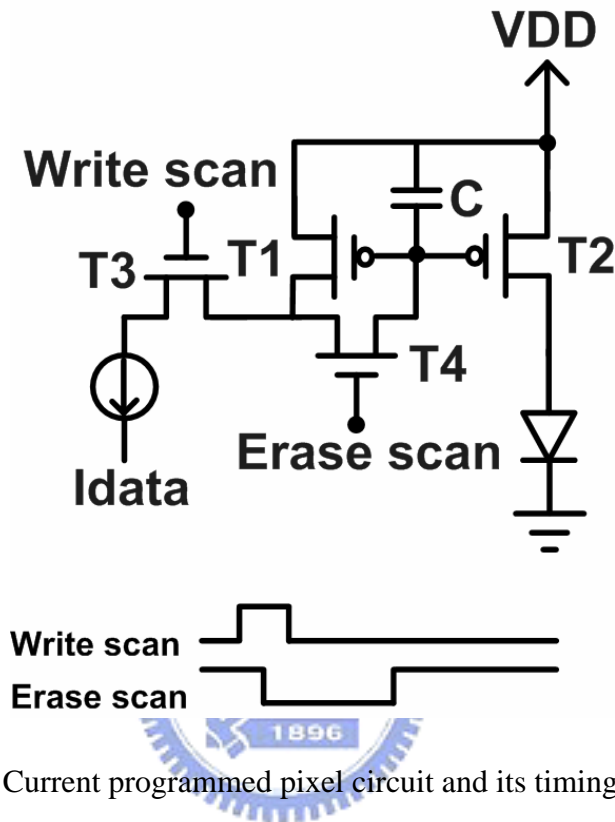 VDD
Write scan
C
T3
T1
T2
T4
Erase scan
Idata
Write scan
Erase scan
1896
Current programmed pixel circuit and its timing